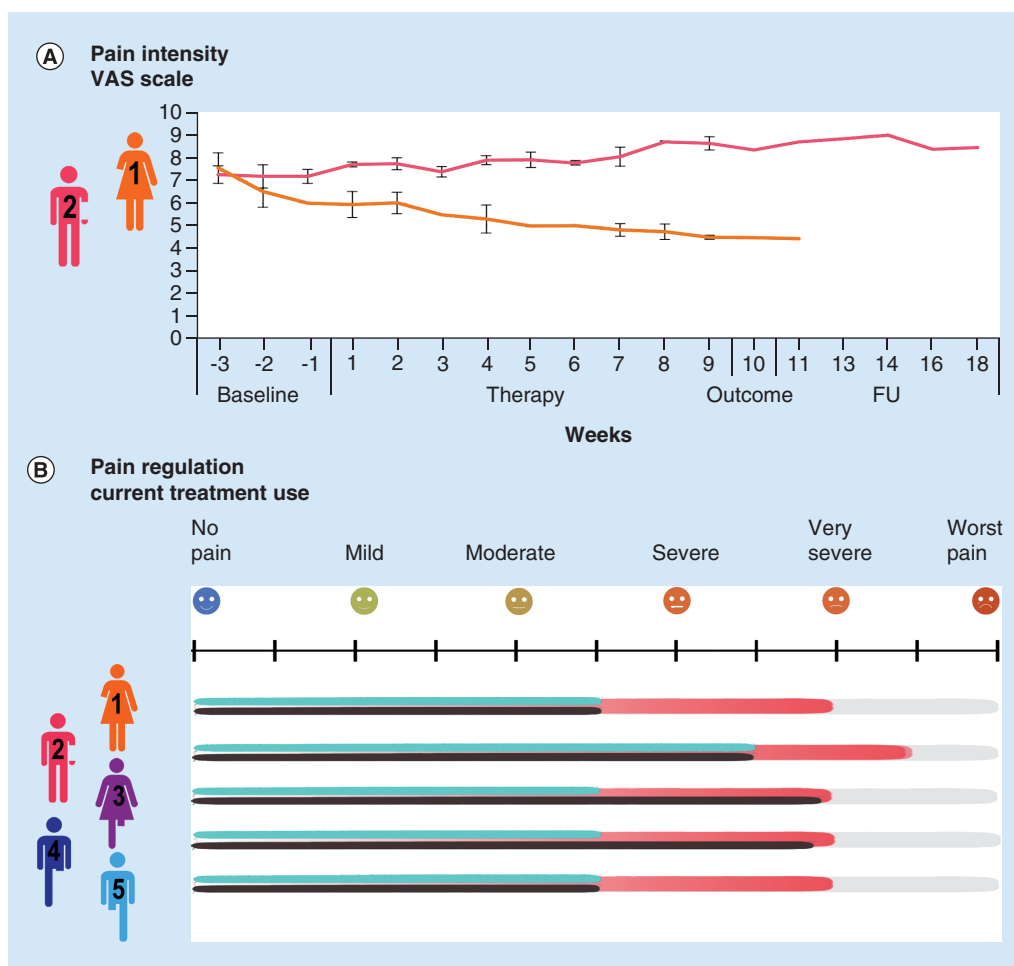 A Pain intensity
VAS scale
10
9
8
7
6
5
4
3
2
1
0
1
2
-3 -2 -1 1 2 3 4 5 6 7 8 9 10 11 13 14 16 18
Baseline Therapy Outcome FU
Weeks
B Pain regulation
current treatment use
No
pain Mild Moderate Severe Very
severe Worst
pain
1
2
3
4
5